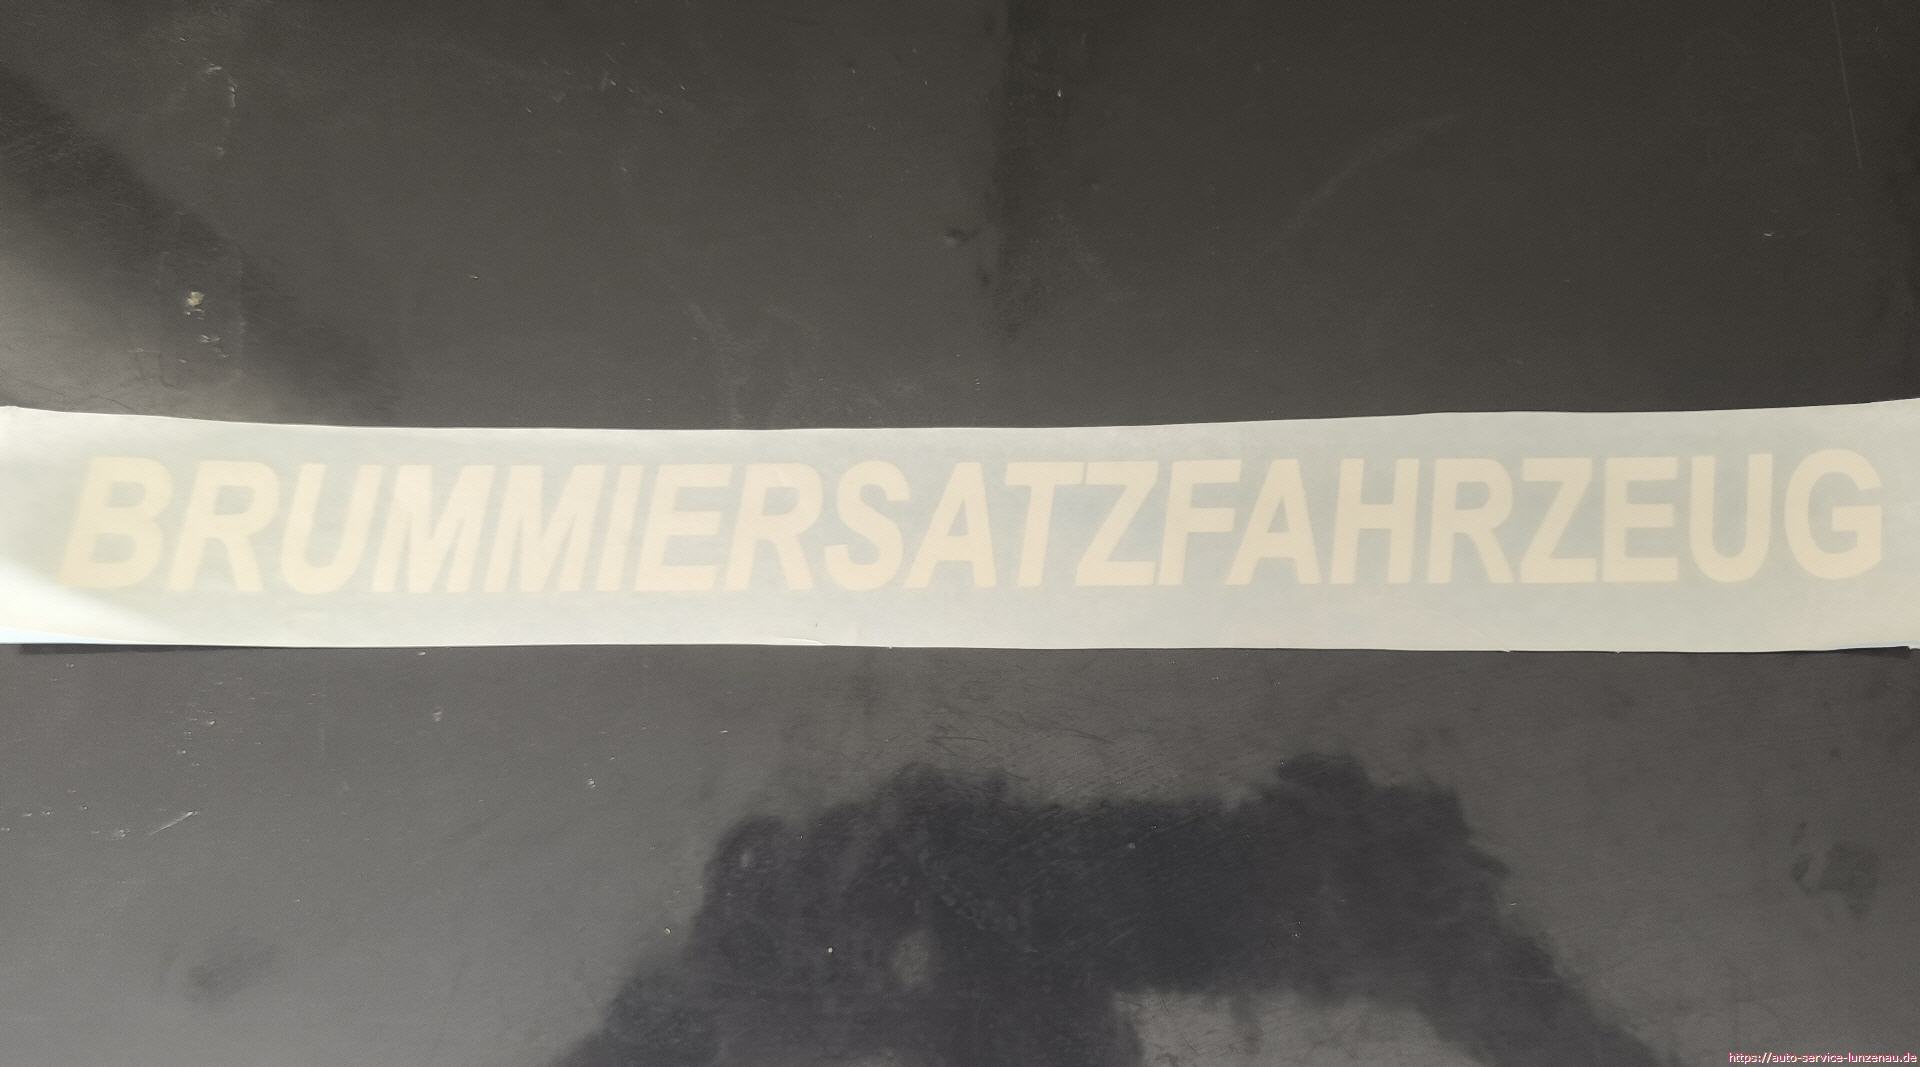 BRUMMIERSATZFAHRZEUG
https://auto-service-lunzenau.de